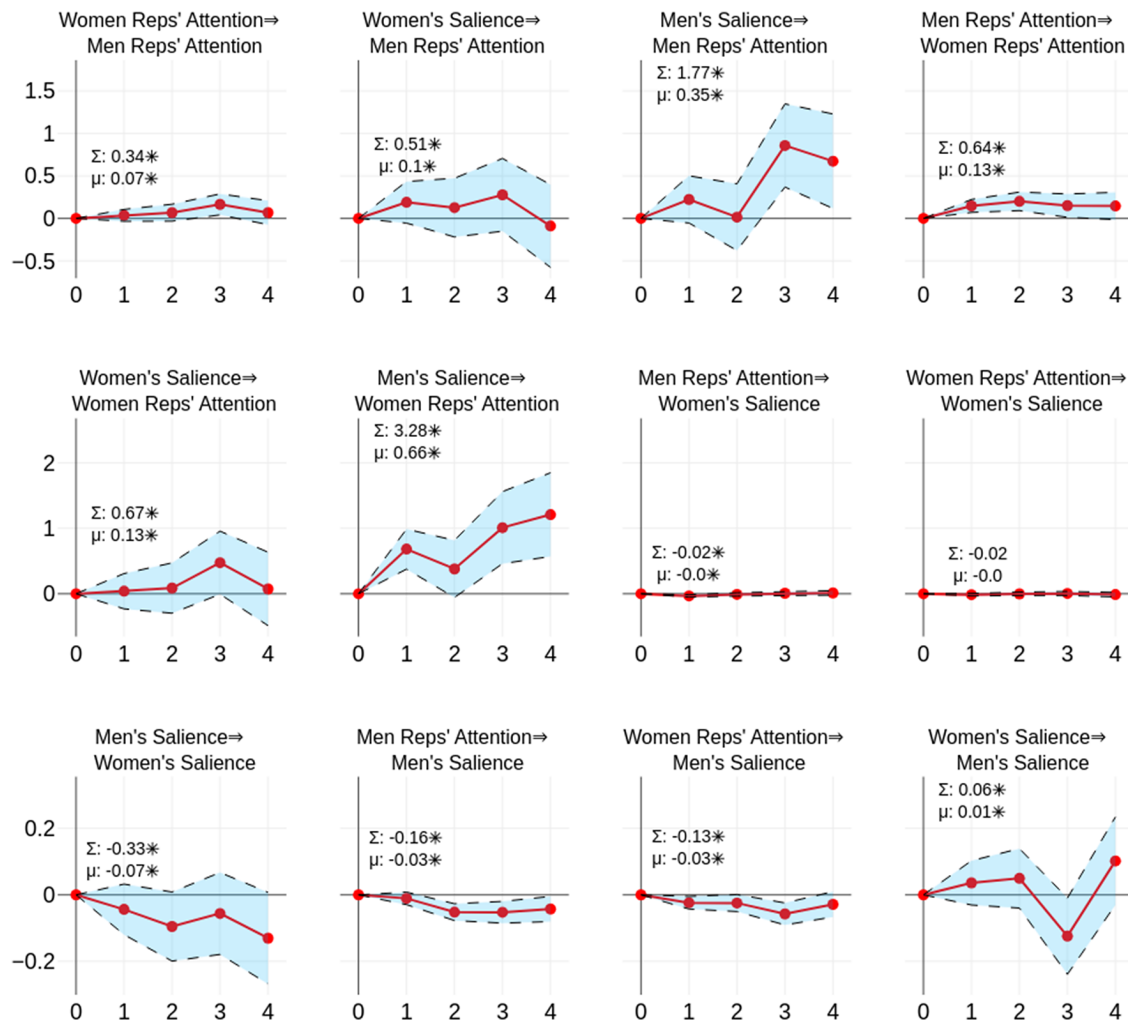 Women Reps' Attention⇒
Men Reps' Attention
Women's Salience⇒
Men Reps' Attention
Men's Salience⇒
Men Reps' Attention
Men Reps' Attention⇒
Women Reps' Attention
1.5
1
0.5
0
−0.5
Σ: 0.34✳
μ: 0.07✳
Σ: 0.51✳
μ: 0.1✳
Σ: 1.77✳
μ: 0.35✳
Σ: 0.64✳
μ: 0.13✳
0 1 2 3 4
0 1 2 3 4
0 1 2 3 4
0 1 2 3 4
Women's Salience⇒
Women Reps' Attention
Men's Salience⇒
Women Reps' Attention
Men Reps' Attention⇒
Women's Salience
Women Reps' Attention⇒
Women's Salience
2
1
0
Σ: 0.67✳
μ: 0.13✳
Σ: 3.28✳
μ: 0.66✳
Σ: -0.02✳
μ: -0.0✳
Σ: -0.02
μ: -0.0
0 1 2 3 4
0 1 2 3 4
0 1 2 3 4
0 1 2 3 4
Men's Salience⇒
Women's Salience
Men Reps' Attention⇒
Men's Salience
Women Reps' Attention⇒
Men's Salience
Women's Salience⇒
Men's Salience
0.2
0
−0.2
Σ: -0.33✳
μ: -0.07✳
Σ: -0.16✳
μ: -0.03✳
Σ: -0.13✳
μ: -0.03✳
Σ: 0.06✳
μ: 0.01✳
0 1 2 3 4
0 1 2 3 4
0 1 2 3 4
0 1 2 3 4